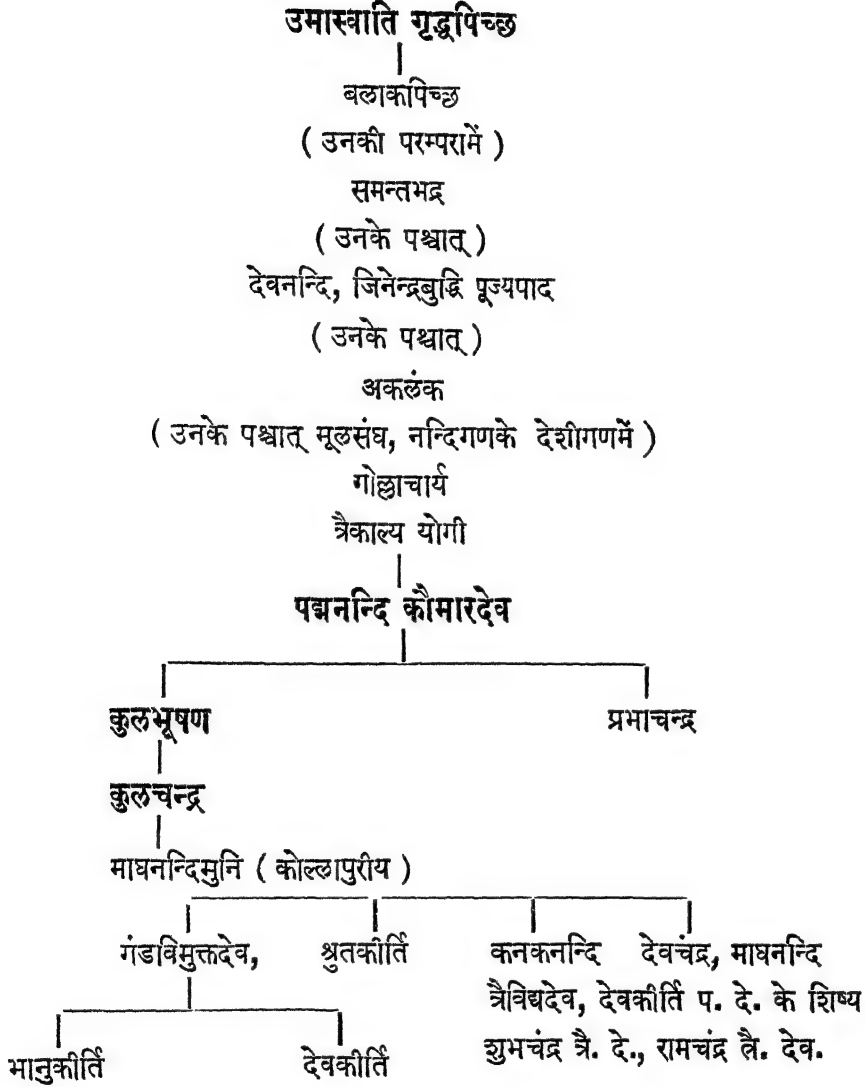 उमास्वाति गृद्धपिच्छ
बलाकपिच्छ
( उनकी परम्परामें )
समन्तभद्र
( उनके पश्चात् )
देवनन्दि, जिनेन्द्रबुद्धि पूज्यपाद
( उनके पश्चात् )
अकलंक
( उनके पश्चात् मूलसंघ, नन्दिगणके देशीगणमें )
गोल्लाचार्य
त्रैकाल्य योगी
पद्मनन्दि कौमारदेव
कुलभूषण प्रभाचन्द्र
कुलचन्द्र
माघनन्दिमुनि ( कोल्लापुरीय )
गंडविमुक्तदेव, श्रुतकीर्ति कनकनन्दि देवचंद्र, माघनन्दि
त्रैविद्यदेव, देवकीर्ति प. दे. के शिष्य
शुभचंद्र त्रै. दे., रामचंद्र त्रै. देव.
भानुकीर्ति देवकीर्ति